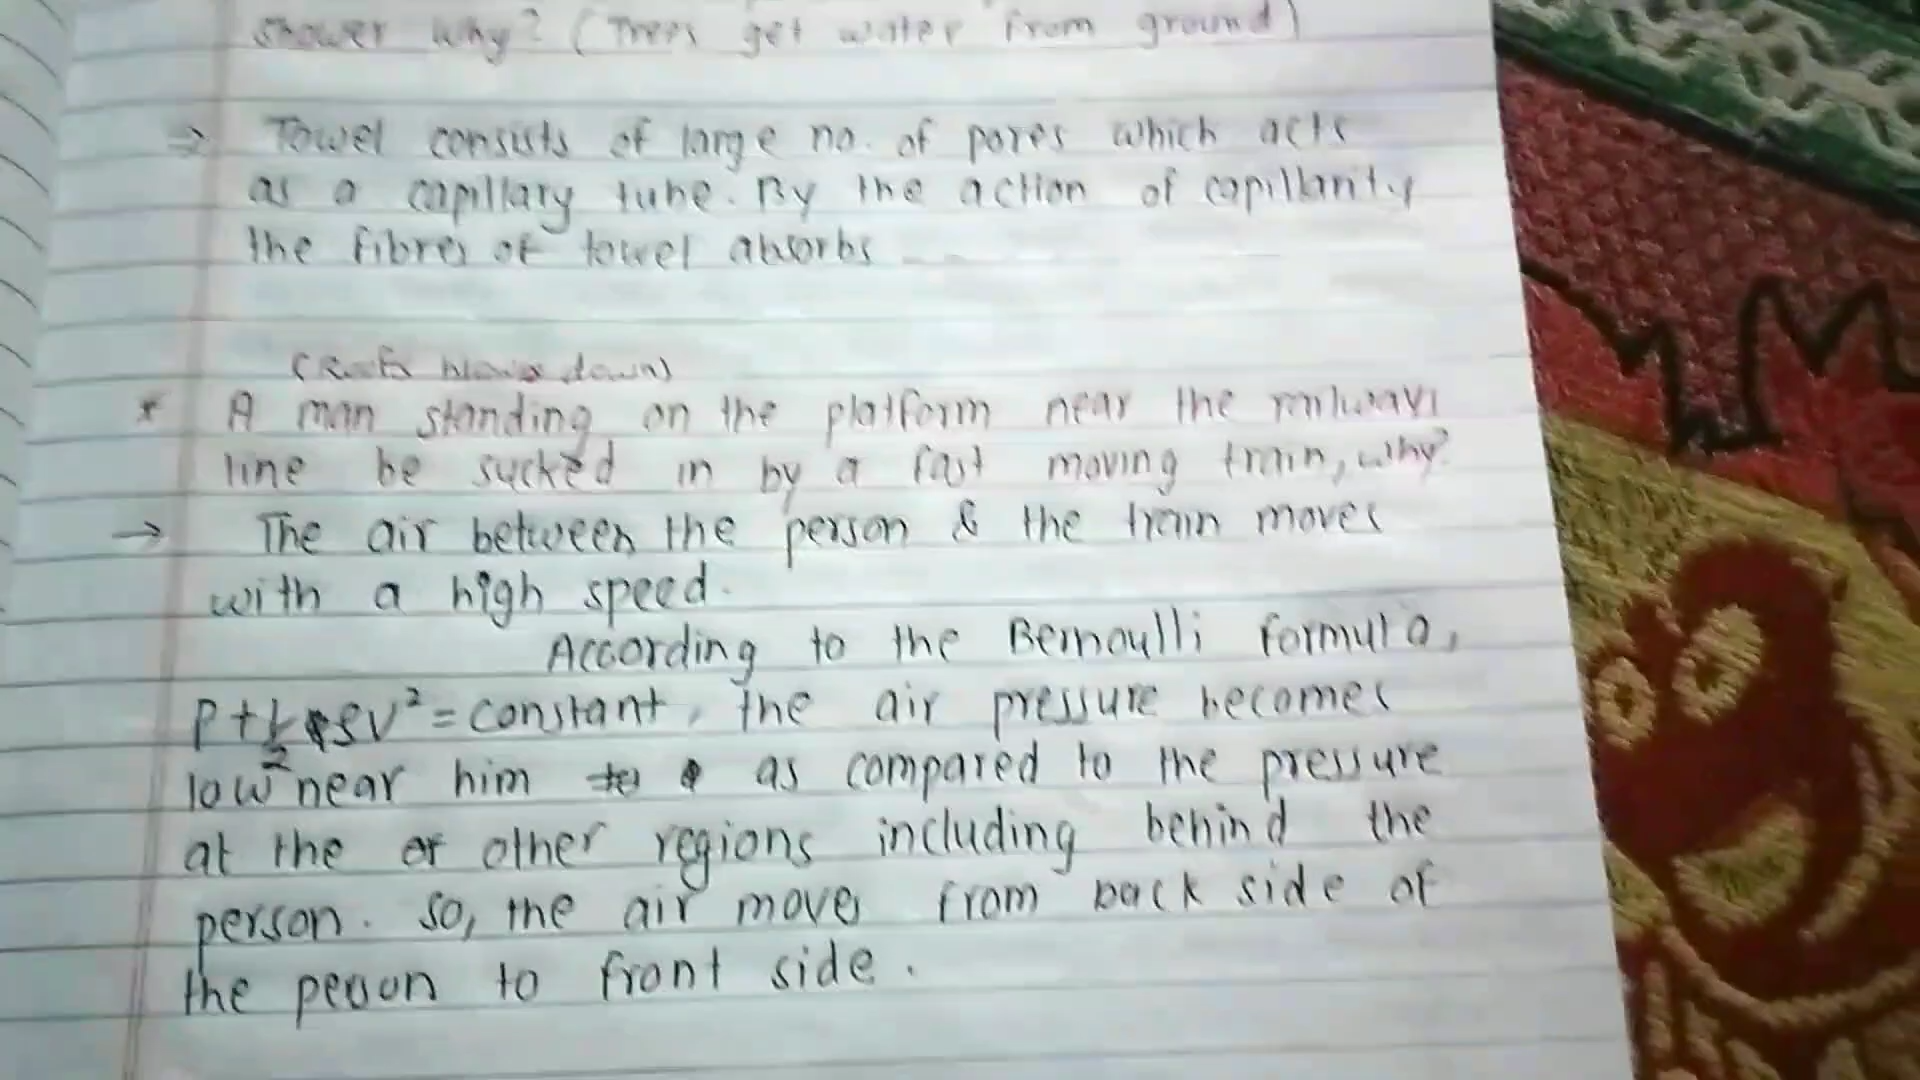 shower why? (Trees get water from ground)
⇒ Towel consists of large no. of pores which acts
as a capillary tube. By the action of capillarity
the fibres of towel absorbs
(Roofs blows down)
* A man standing on the platform near the railway
line be sucked in by a fast moving train, why?
→ The air between the person & the train moves
with a high speed.
According to the Bernoulli formula,
P+½ρv²=constant, the air pressure becomes
low near him as compared to the pressure
at the of other regions including behind the
person. So, the air moves from back side of
the person to front side.